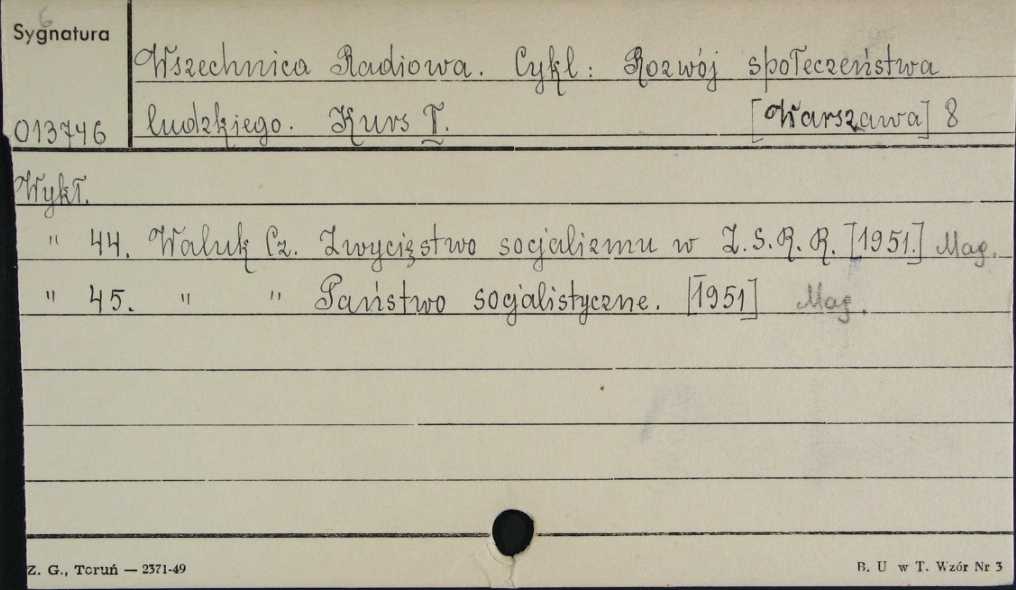 6
Sygnatura
Wszechnica Radiowa. Cykl: Rozwój społeczeństwa
013746 ludzkiego. Kurs I. [Warszawa] 8
Wykł.
" 44. Waluk Cz. Zwycięstwo socjalizmu w Z.S.R.R. [1951.] Mag.
" 45. " " Państwo socjalistyczne. [1951] Mag.
Z. G., Toruń — 2371-49 B. U w T. Wzór Nr 3